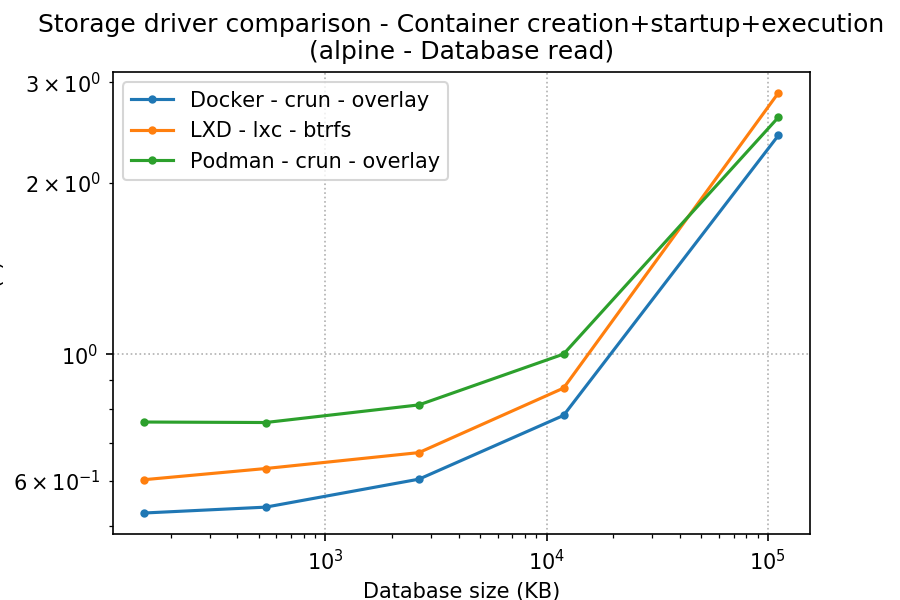 Storage driver comparison - Container creation+startup+execution
(alpine - Database read)
Docker - crun - overlay
LXD - lxc - btrfs
Podman - crun - overlay
3 × 10⁰
2 × 10⁰
10⁰
6 × 10⁻¹
10³ 10⁴ 10⁵
Database size (KB)